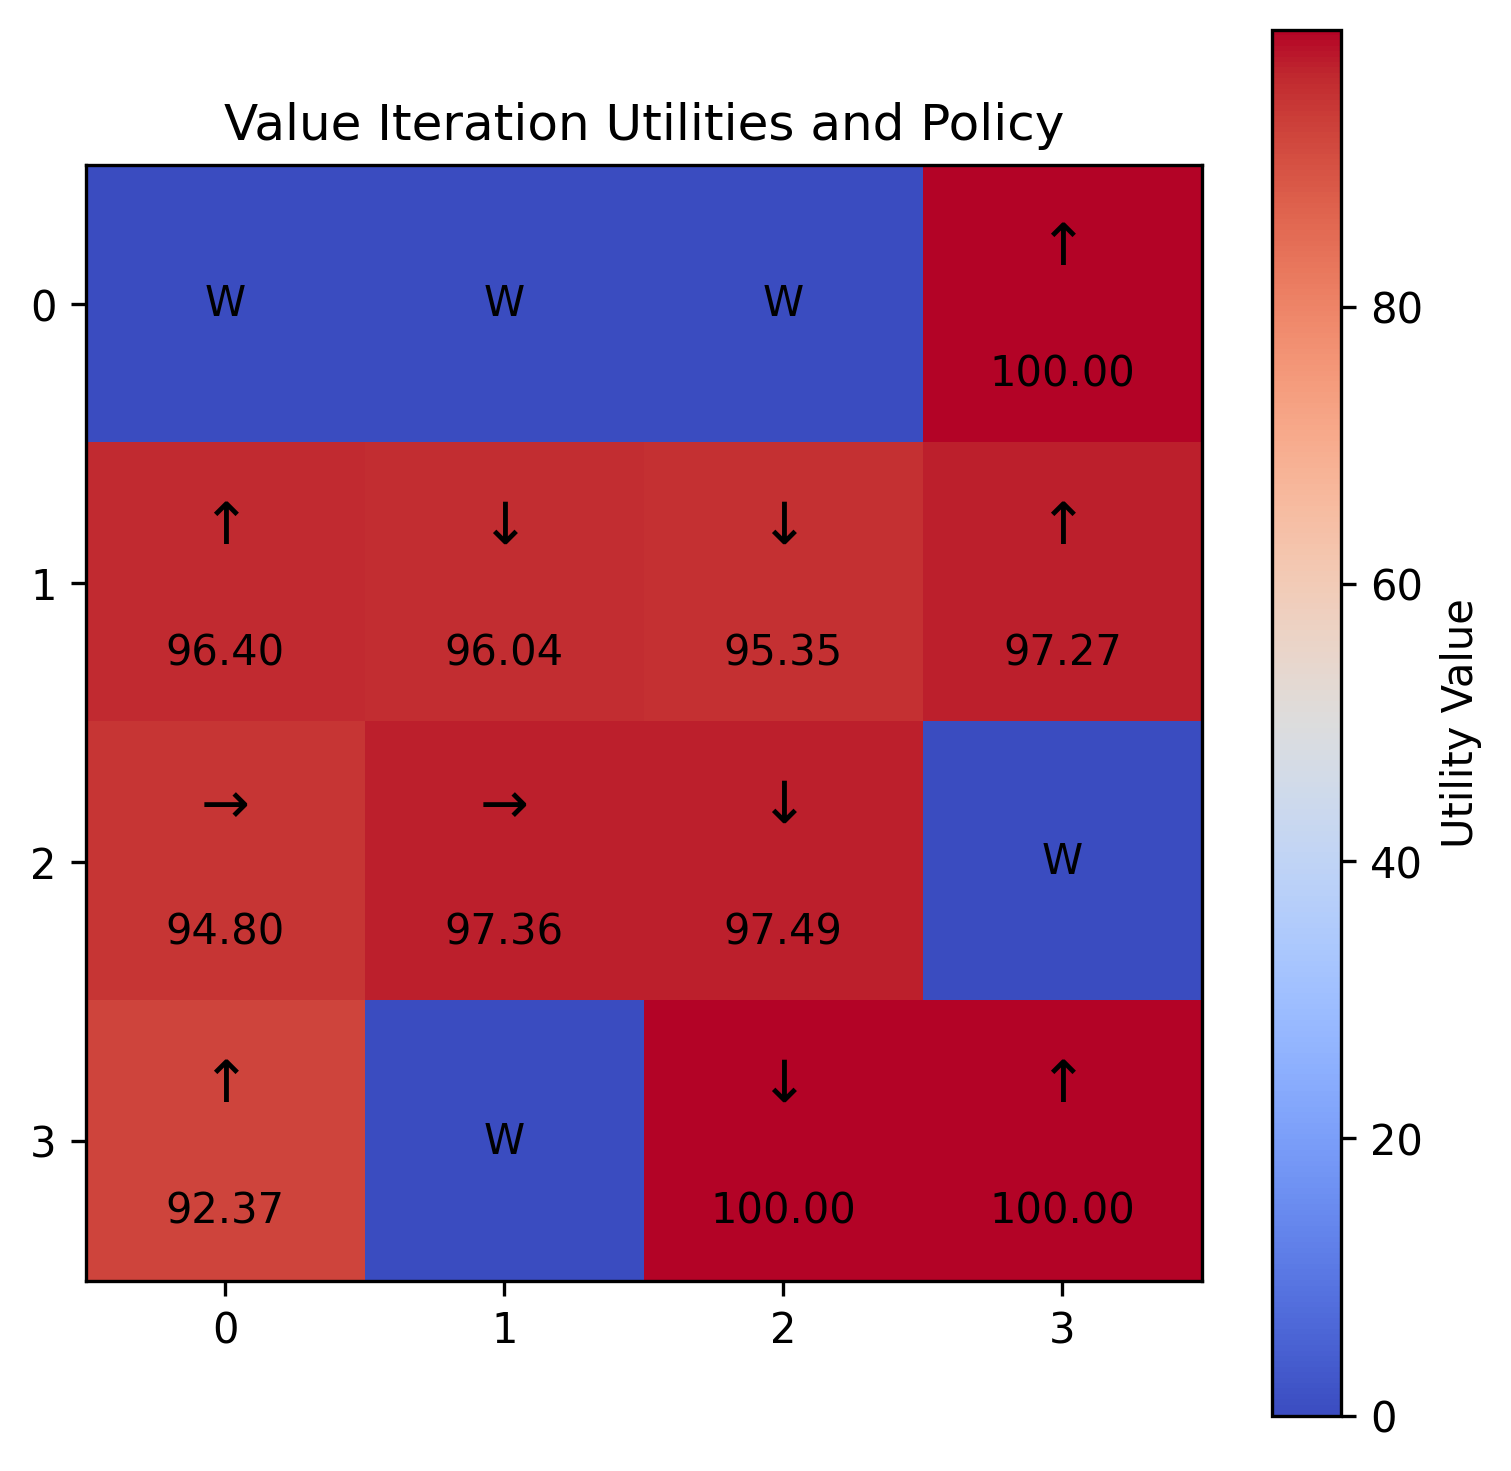 Value Iteration Utilities and Policy
0 W W W ↑
100.00
1 ↑ ↓ ↓ ↑
96.40 96.04 95.35 97.27
2 → → ↓ W
94.80 97.36 97.49
3 ↑ W ↓ ↑
92.37 100.00 100.00
0 1 2 3
80
60
40
20
0
Utility Value